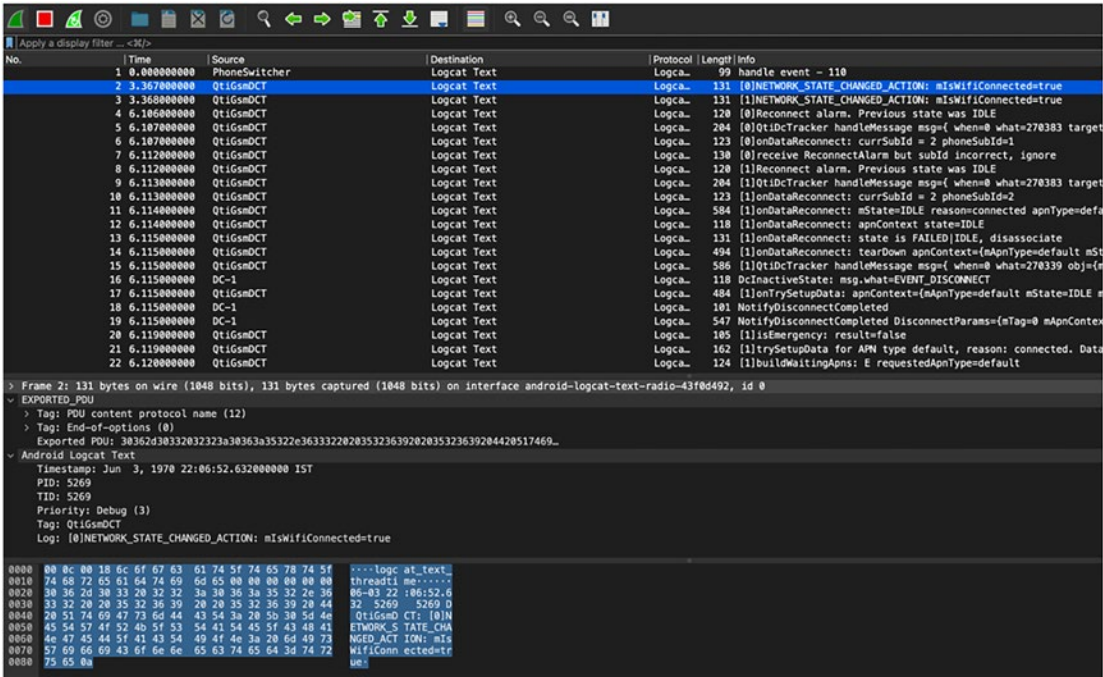 Apply a display filter ... <⌘/>
No. Time Source Destination Protocol Length Info
1 0.000000000 PhoneSwitcher Logcat Text Logca… 99 handle event - 110
2 3.367000000 QtiGsmDCT Logcat Text Logca… 131 [0]NETWORK_STATE_CHANGED_ACTION: mIsWifiConnected=true
3 3.368000000 QtiGsmDCT Logcat Text Logca… 131 [1]NETWORK_STATE_CHANGED_ACTION: mIsWifiConnected=true
4 6.106000000 QtiGsmDCT Logcat Text Logca… 120 [0]Reconnect alarm. Previous state was IDLE
5 6.107000000 QtiGsmDCT Logcat Text Logca… 204 [0]QtiDcTracker handleMessage msg={ when=0 what=270383 target
6 6.107000000 QtiGsmDCT Logcat Text Logca… 123 [0]onDataReconnect: currSubId = 2 phoneSubId=1
7 6.112000000 QtiGsmDCT Logcat Text Logca… 130 [0]receive ReconnectAlarm but subId incorrect, ignore
8 6.112000000 QtiGsmDCT Logcat Text Logca… 120 [1]Reconnect alarm. Previous state was IDLE
9 6.113000000 QtiGsmDCT Logcat Text Logca… 204 [1]QtiDcTracker handleMessage msg={ when=0 what=270383 target
10 6.113000000 QtiGsmDCT Logcat Text Logca… 123 [1]onDataReconnect: currSubId = 2 phoneSubId=2
11 6.114000000 QtiGsmDCT Logcat Text Logca… 584 [1]onDataReconnect: mState=IDLE reason=connected apnType=defa
12 6.114000000 QtiGsmDCT Logcat Text Logca… 118 [1]onDataReconnect: apnContext state=IDLE
13 6.115000000 QtiGsmDCT Logcat Text Logca… 131 [1]onDataReconnect: state is FAILED|IDLE, disassociate
14 6.115000000 QtiGsmDCT Logcat Text Logca… 494 [1]onDataReconnect: tearDown apnContext={mApnType=default mSt
15 6.115000000 QtiGsmDCT Logcat Text Logca… 586 [1]QtiDcTracker handleMessage msg={ when=0 what=270339 obj={m
16 6.115000000 DC-1 Logcat Text Logca… 118 DcInactiveState: msg.what=EVENT_DISCONNECT
17 6.115000000 QtiGsmDCT Logcat Text Logca… 484 [1]onTrySetupData: apnContext={mApnType=default mState=IDLE m
18 6.115000000 DC-1 Logcat Text Logca… 101 NotifyDisconnectCompleted
19 6.115000000 DC-1 Logcat Text Logca… 547 NotifyDisconnectCompleted DisconnectParams={mTag=0 mApnContex
20 6.119000000 QtiGsmDCT Logcat Text Logca… 105 [1]isEmergency: result=false
21 6.119000000 QtiGsmDCT Logcat Text Logca… 162 [1]trySetupData for APN type default, reason: connected. Data
22 6.120000000 QtiGsmDCT Logcat Text Logca… 124 [1]buildWaitingApns: E requestedApnType=default
Frame 2: 131 bytes on wire (1048 bits), 131 bytes captured (1048 bits) on interface android-logcat-text-radio-43f0d492, id 0
EXPORTED_PDU
Tag: PDU content protocol name (12)
Tag: End-of-options (0)
Exported PDU: 30362d30332032323a30363a35322e36333220203532363920203532363920442051746​9…
Android Logcat Text
Timestamp: Jun 3, 1970 22:06:52.632000000 IST
PID: 5269
TID: 5269
Priority: Debug (3)
Tag: QtiGsmDCT
Log: [0]NETWORK_STATE_CHANGED_ACTION: mIsWifiConnected=true
0000 00 0c 00 18 6c 6f 67 63 61 74 5f 74 65 78 74 5f ····logc at_text_
0010 74 68 72 65 61 64 74 69 6d 65 00 00 00 00 00 00 threadti me······
0020 30 36 2d 30 33 20 32 32 3a 30 36 3a 35 32 2e 36 06-03 22 :06:52.6
0030 33 32 20 20 35 32 36 39 20 20 35 32 36 39 20 44 32 5269 5269 D
0040 20 51 74 69 47 73 6d 44 43 54 3a 20 5b 30 5d 4e QtiGsmD CT: [0]N
0050 45 54 57 4f 52 4b 5f 53 54 41 54 45 5f 43 48 41 ETWORK_S TATE_CHA
0060 4e 47 45 44 5f 41 43 54 49 4f 4e 3a 20 6d 49 73 NGED_ACT ION: mIs
0070 57 69 66 69 43 6f 6e 6e 65 63 74 65 64 3d 74 72 WifiConn ected=tr
0080 75 65 0a ue·